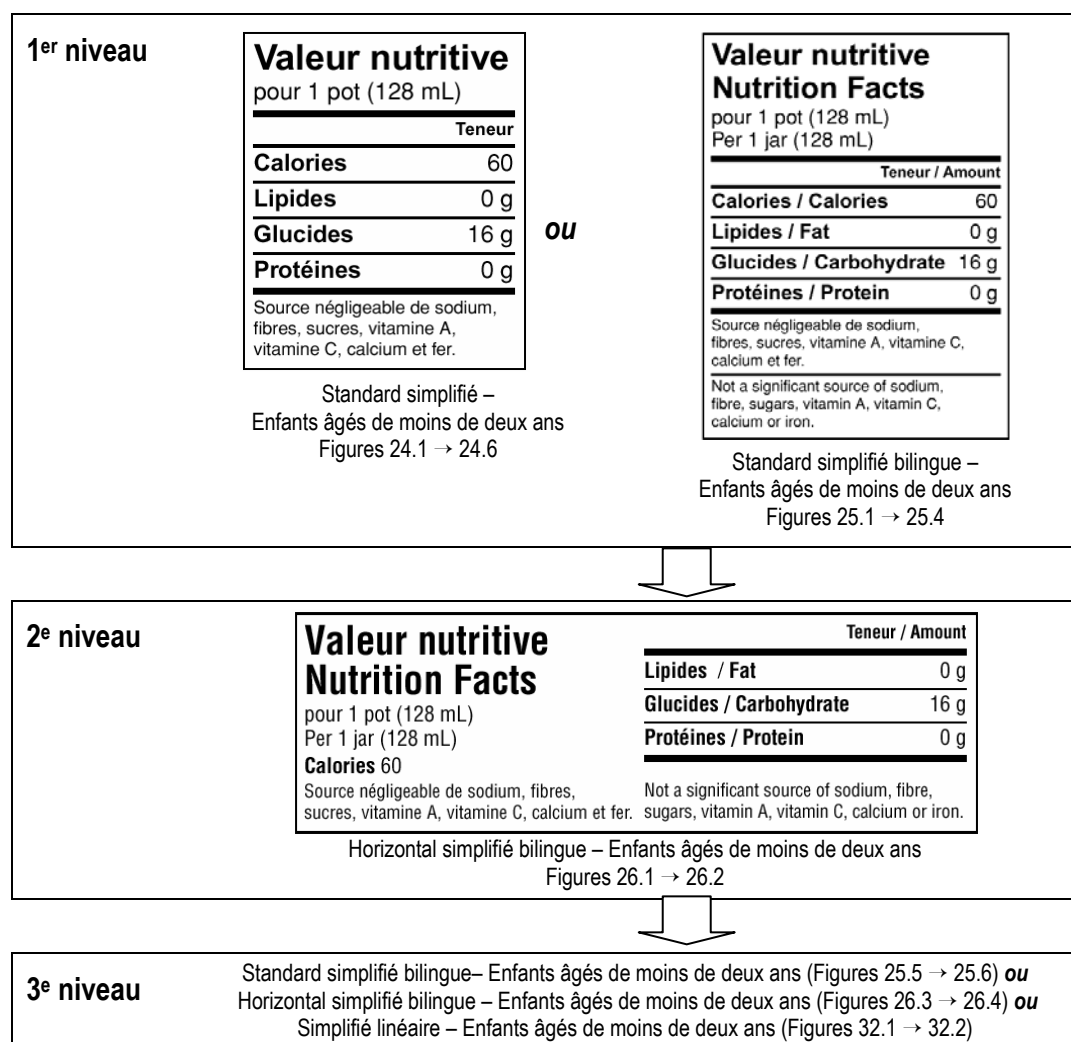 1er niveau
Valeur nutritive
pour 1 pot (128 mL)
Teneur
Calories 60
Lipides 0 g
Glucides 16 g
Protéines 0 g
Source négligeable de sodium,
fibres, sucres, vitamine A,
vitamine C, calcium et fer.
Standard simplifié –
Enfants âgés de moins de deux ans
Figures 24.1 → 24.6
ou
Valeur nutritive
Nutrition Facts
pour 1 pot (128 mL)
Per 1 jar (128 mL)
Teneur / Amount
Calories / Calories 60
Lipides / Fat 0 g
Glucides / Carbohydrate 16 g
Protéines / Protein 0 g
Source négligeable de sodium,
fibres, sucres, vitamine A, vitamine C,
calcium et fer.
Not a significant source of sodium,
fibre, sugars, vitamin A, vitamin C,
calcium or iron.
Standard simplifié bilingue –
Enfants âgés de moins de deux ans
Figures 25.1 → 25.4
2e niveau
Valeur nutritive
Nutrition Facts
pour 1 pot (128 mL)
Per 1 jar (128 mL)
Calories 60
Source négligeable de sodium, fibres,
sucres, vitamine A, vitamine C, calcium et fer.
Teneur / Amount
Lipides / Fat 0 g
Glucides / Carbohydrate 16 g
Protéines / Protein 0 g
Not a significant source of sodium, fibre,
sugars, vitamin A, vitamin C, calcium or iron.
Horizontal simplifié bilingue – Enfants âgés de moins de deux ans
Figures 26.1 → 26.2
3e niveau
Standard simplifié bilingue– Enfants âgés de moins de deux ans (Figures 25.5 → 25.6) ou
Horizontal simplifié bilingue – Enfants âgés de moins de deux ans (Figures 26.3 → 26.4) ou
Simplifié linéaire – Enfants âgés de moins de deux ans (Figures 32.1 → 32.2)